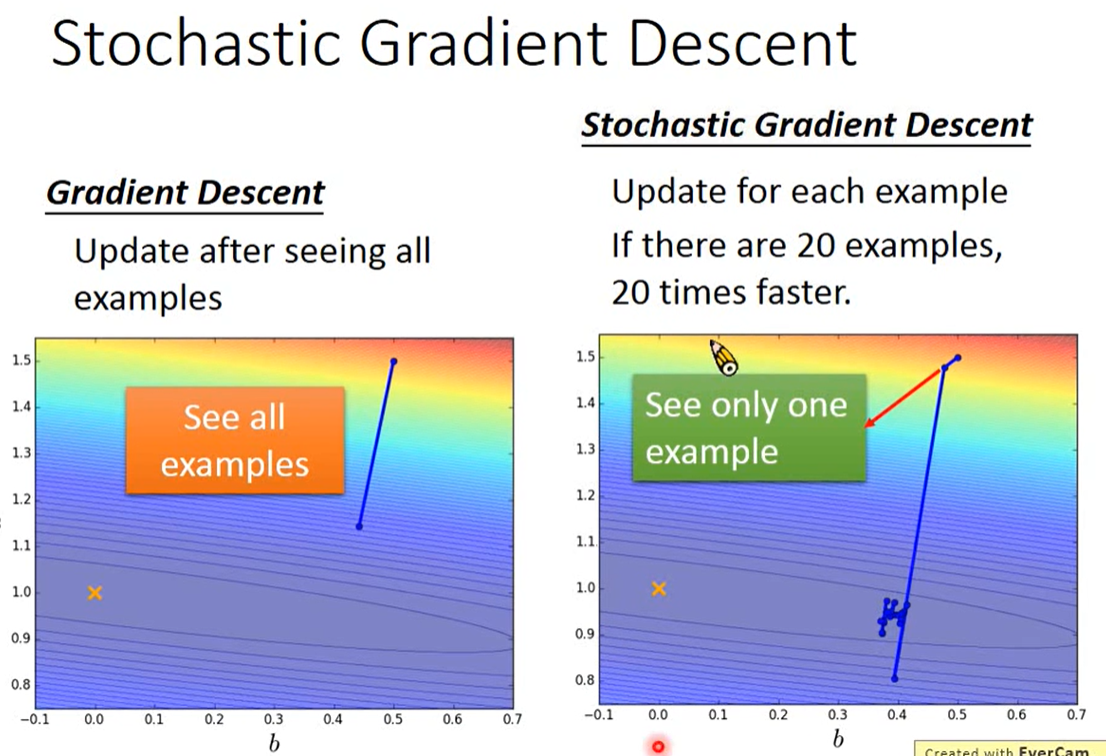 Stochastic Gradient Descent
Gradient Descent
Update after seeing all
examples
See all
examples
1.5
1.4
1.3
1.2
1.1
1.0
0.9
0.8
−0.1 0.0 0.1 0.2 0.3 0.4 0.5 0.6 0.7
b
Stochastic Gradient Descent
Update for each example
If there are 20 examples,
20 times faster.
See only one
example
1.5
1.4
1.3
1.2
1.1
1.0
0.9
0.8
−0.1 0.0 0.1 0.2 0.3 0.4 0.5 0.6 0.7
b
Created with EverCam